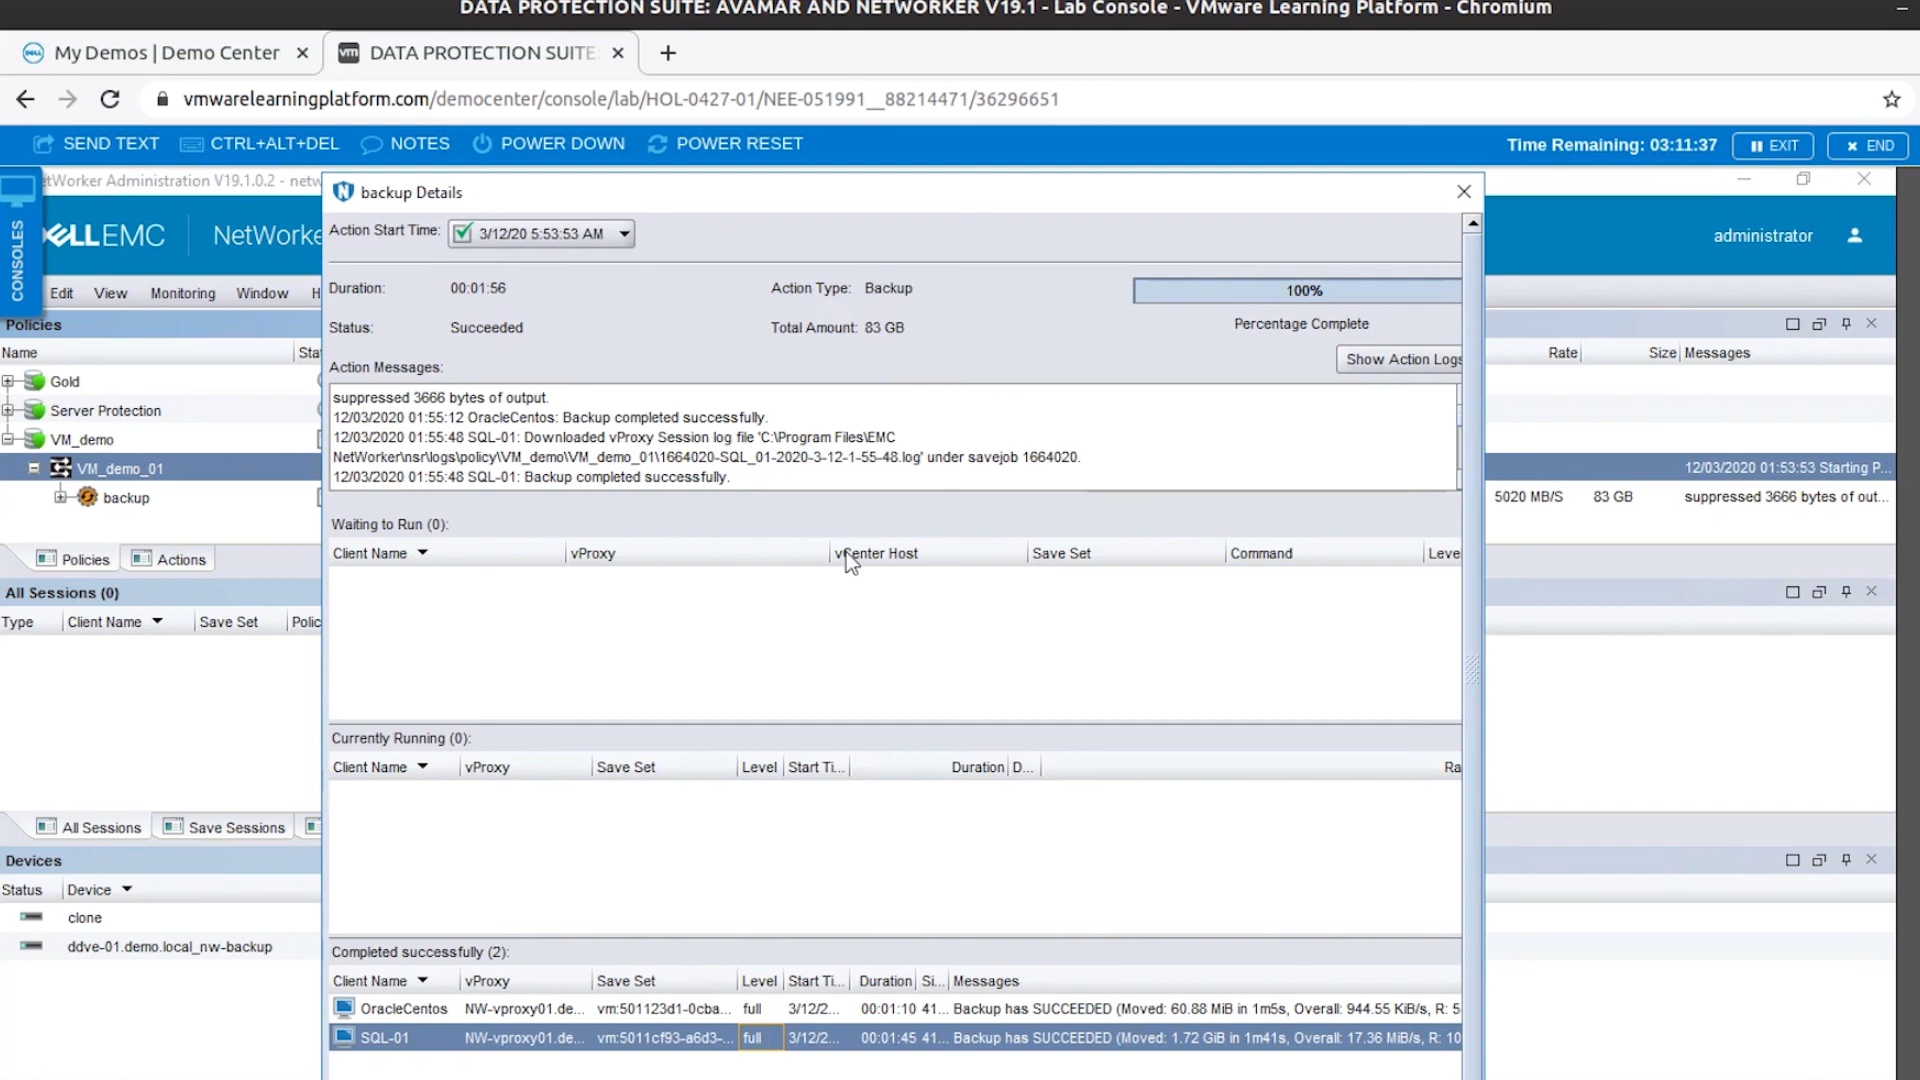 DATA PROTECTION SUITE: AVAMAR AND NETWORKER V19.1 - Lab Console - VMware Learning Platform - Chromium
My Demos | Demo Center
vm DATA PROTECTION SUITE
vmwarelearningplatform.com/democenter/console/lab/HOL-0427-01/NEE-051991__88214471/36296651
SEND TEXT CTRL+ALT+DEL NOTES POWER DOWN POWER RESET Time Remaining: 03:11:37 EXIT END
CONSOLES
etWorker Administration V19.1.0.2 - netw
DELLEMC NetWorke administrator
Edit View Monitoring Window H
Policies
Name Sta
Gold
Server Protection
VM_demo
VM_demo_01
backup
Policies Actions
All Sessions (0)
Type Client Name Save Set Polic
All Sessions Save Sessions
Devices
Status Device
clone
ddve-01.demo.local_nw-backup
backup Details
Action Start Time: 3/12/20 5:53:53 AM
Duration: 00:01:56 Action Type: Backup 100%
Status: Succeeded Total Amount: 83 GB Percentage Complete
Show Action Logs
Action Messages:
suppressed 3666 bytes of output.
12/03/2020 01:55:12 OracleCentos: Backup completed successfully.
12/03/2020 01:55:48 SQL-01: Downloaded vProxy Session log file 'C:\Program Files\EMC
NetWorker\nsr\logs\policy\VM_demo\VM_demo_01\1664020-SQL_01-2020-3-12-1-55-48.log' under savejob 1664020.
12/03/2020 01:55:48 SQL-01: Backup completed successfully.
Waiting to Run (0):
Client Name vProxy vCenter Host Save Set Command Leve
Currently Running (0):
Client Name vProxy Save Set Level Start Ti... Duration D... Ra
Completed successfully (2):
Client Name vProxy Save Set Level Start Ti... Duration Si... Messages
OracleCentos NW-vproxy01.de... vm:501123d1-0cba... full 3/12/2... 00:01:10 41... Backup has SUCCEEDED (Moved: 60.88 MiB in 1m5s, Overall: 944.55 KiB/s, R: 5
SQL-01 NW-vproxy01.de... vm:5011cf93-a6d3-... full 3/12/2... 00:01:45 41... Backup has SUCCEEDED (Moved: 1.72 GiB in 1m41s, Overall: 17.36 MiB/s, R: 10
Rate Size Messages
12/03/2020 01:53:53 Starting P...
5020 MB/S 83 GB suppressed 3666 bytes of out...